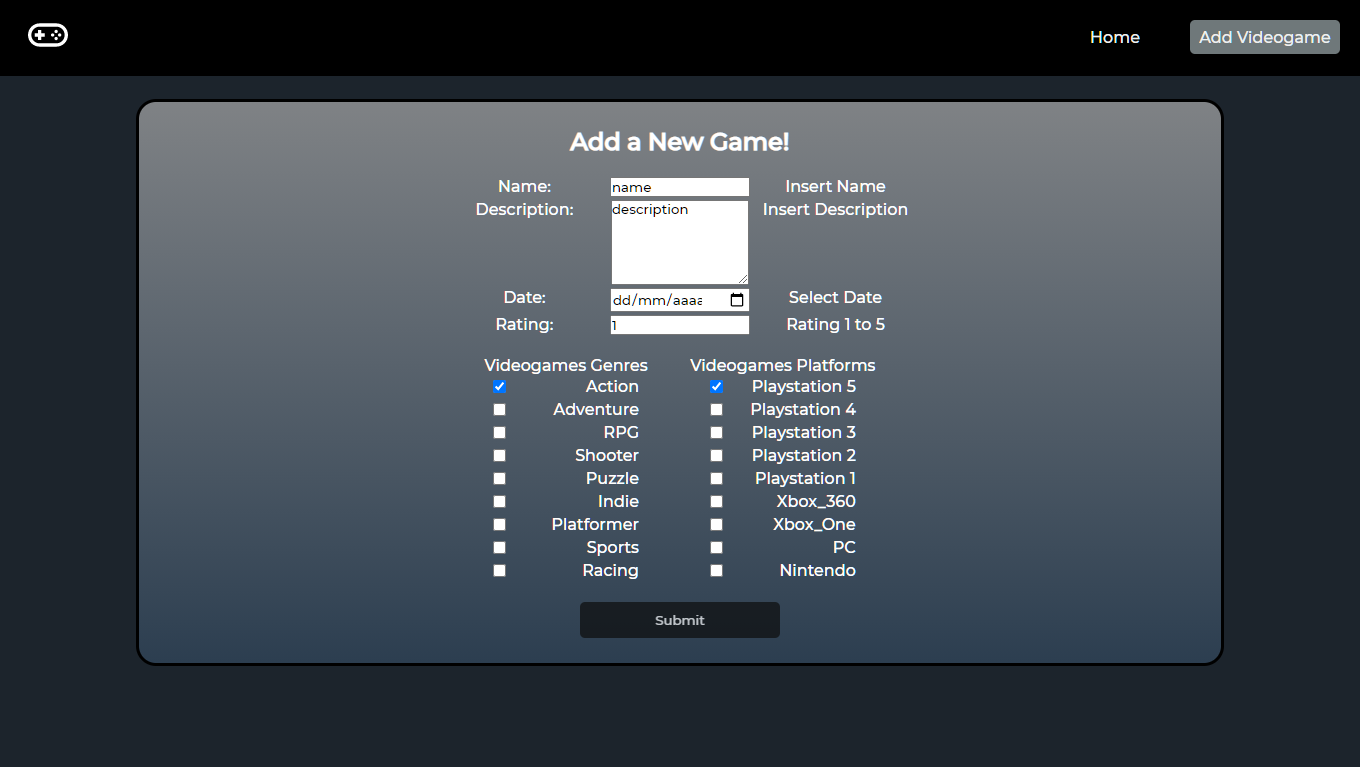 Home Add Videogame
Add a New Game!
Name: name Insert Name
Description: description Insert Description
Date: dd/mm/aaaa Select Date
Rating: 1 Rating 1 to 5
Videogames Genres Videogames Platforms
Action Playstation 5
Adventure Playstation 4
RPG Playstation 3
Shooter Playstation 2
Puzzle Playstation 1
Indie Xbox_360
Platformer Xbox_One
Sports PC
Racing Nintendo
Submit